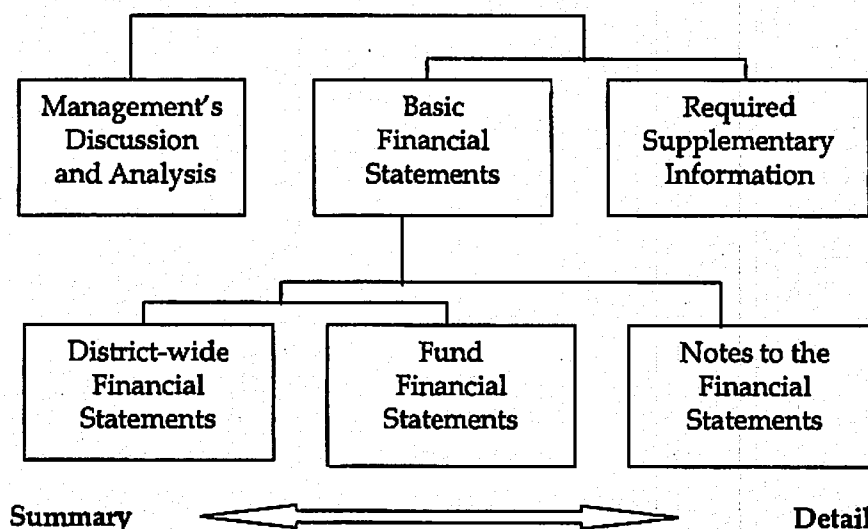 Management's
Discussion
and Analysis
Basic
Financial
Statements
Required
Supplementary
Information
District-wide
Financial
Statements
Fund
Financial
Statements
Notes to the
Financial
Statements
Summary
Detail